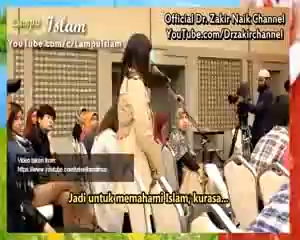 Lampu Islam
YouTube.com/c/LampuIslam
Official Dr. Zakir Naik Channel
YouTube.com/Drzakirchannel
Video taken from:
Jadi untuk memahami Islam, kurasa...